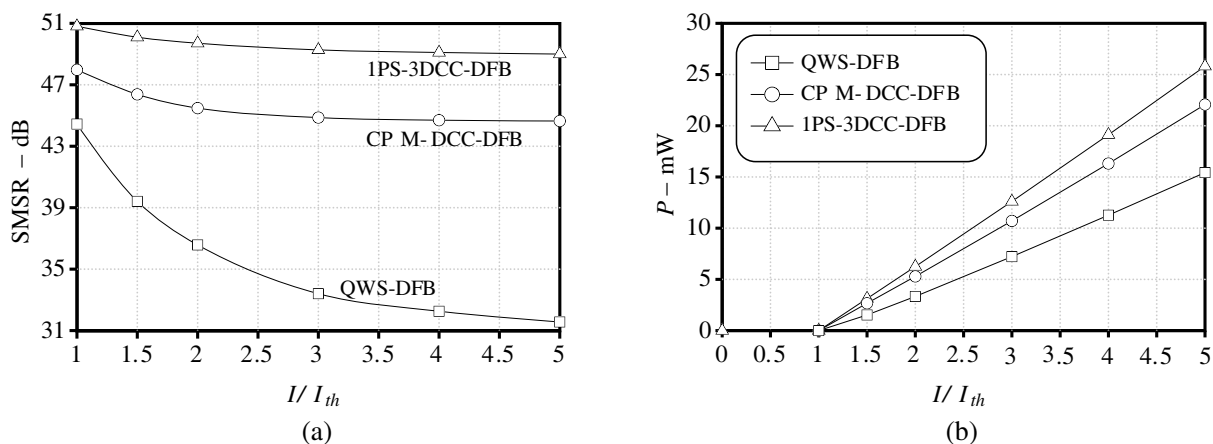 51
47
43
39
35
31
SMSR – dB
1PS-3DCC-DFB
CP M- DCC-DFB
QWS-DFB
1 1.5 2 2.5 3 3.5 4 4.5 5
I/ I_th
(a)
30
25
20
15
10
5
0
P – mW
QWS-DFB
CP M- DCC-DFB
1PS-3DCC-DFB
0 0.5 1 1.5 2 2.5 3 3.5 4 4.5 5
I/ I_th
(b)